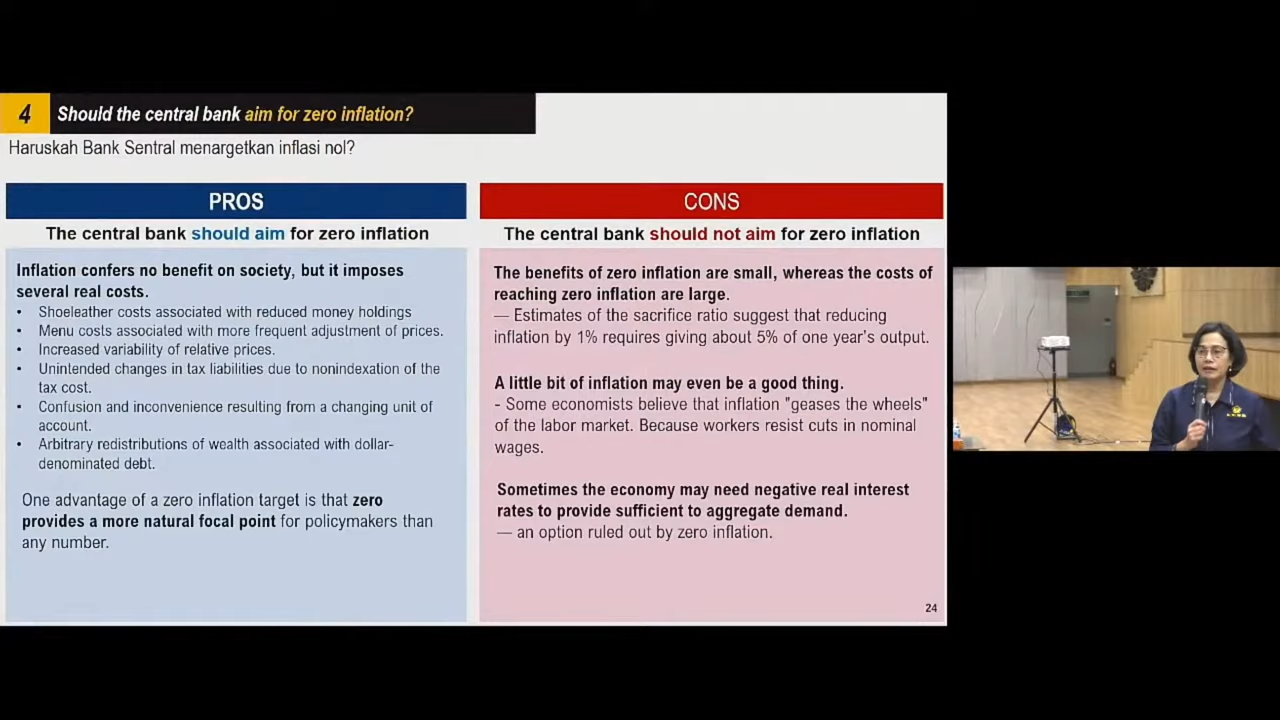 4
Should the central bank aim for zero inflation?
Haruskah Bank Sentral menargetkan inflasi nol?
PROS
The central bank should aim for zero inflation
Inflation confers no benefit on society, but it imposes
several real costs.
• Shoeleather costs associated with reduced money holdings
• Menu costs associated with more frequent adjustment of prices.
• Increased variability of relative prices.
• Unintended changes in tax liabilities due to nonindexation of the
tax cost.
• Confusion and inconvenience resulting from a changing unit of
account.
• Arbitrary redistributions of wealth associated with dollar-
denominated debt.
One advantage of a zero inflation target is that zero
provides a more natural focal point for policymakers than
any number.
CONS
The central bank should not aim for zero inflation
The benefits of zero inflation are small, whereas the costs of
reaching zero inflation are large.
— Estimates of the sacrifice ratio suggest that reducing
inflation by 1% requires giving about 5% of one year's output.
A little bit of inflation may even be a good thing.
- Some economists believe that inflation "geases the wheels"
of the labor market. Because workers resist cuts in nominal
wages.
Sometimes the economy may need negative real interest
rates to provide sufficient to aggregate demand.
— an option ruled out by zero inflation.
24